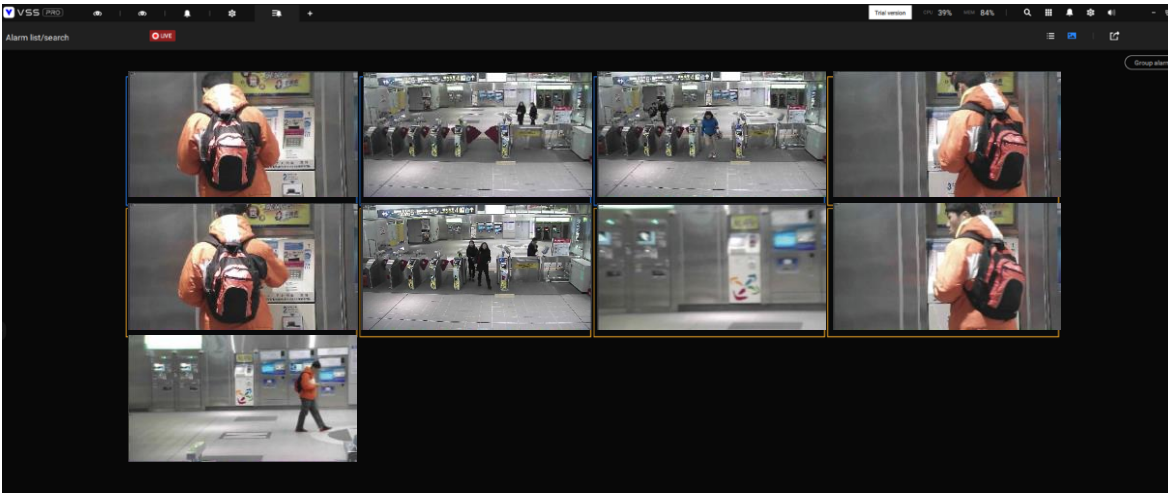 VSS PRO
Trial version
CPU 39%
MEM 84%
Alarm list/search
LIVE
Group alarm